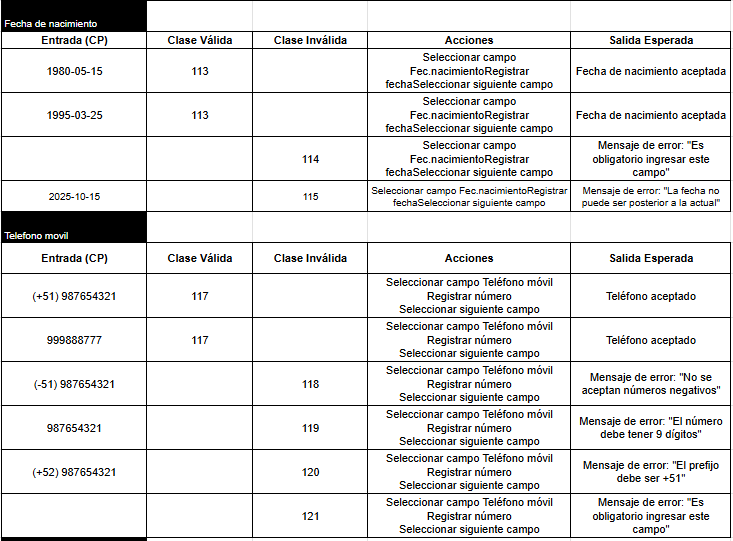 Fecha de nacimiento
Entrada (CP) Clase Válida Clase Inválida Acciones Salida Esperada
1980-05-15 113 Seleccionar campo Fec.nacimientoRegistrar fechaSeleccionar siguiente campo Fecha de nacimiento aceptada
1995-03-25 113 Seleccionar campo Fec.nacimientoRegistrar fechaSeleccionar siguiente campo Fecha de nacimiento aceptada
114 Seleccionar campo Fec.nacimientoRegistrar fechaSeleccionar siguiente campo Mensaje de error: "Es obligatorio ingresar este campo"
2025-10-15 115 Seleccionar campo Fec.nacimientoRegistrar fechaSeleccionar siguiente campo Mensaje de error: "La fecha no puede ser posterior a la actual"
Telefono movil
Entrada (CP) Clase Válida Clase Inválida Acciones Salida Esperada
(+51) 987654321 117 Seleccionar campo Teléfono móvil Registrar número Seleccionar siguiente campo Teléfono aceptado
999888777 117 Seleccionar campo Teléfono móvil Registrar número Seleccionar siguiente campo Teléfono aceptado
(-51) 987654321 118 Seleccionar campo Teléfono móvil Registrar número Seleccionar siguiente campo Mensaje de error: "No se aceptan números negativos"
987654321 119 Seleccionar campo Teléfono móvil Registrar número Seleccionar siguiente campo Mensaje de error: "El número debe tener 9 dígitos"
(+52) 987654321 120 Seleccionar campo Teléfono móvil Registrar número Seleccionar siguiente campo Mensaje de error: "El prefijo debe ser +51"
121 Seleccionar campo Teléfono móvil Registrar número Seleccionar siguiente campo Mensaje de error: "Es obligatorio ingresar este campo"